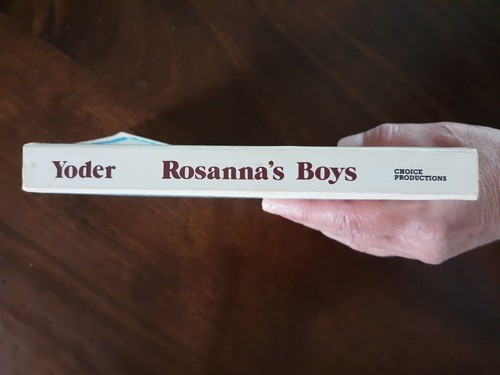 Yoder Rosanna's Boys CHOICE
PRODUCTIONS